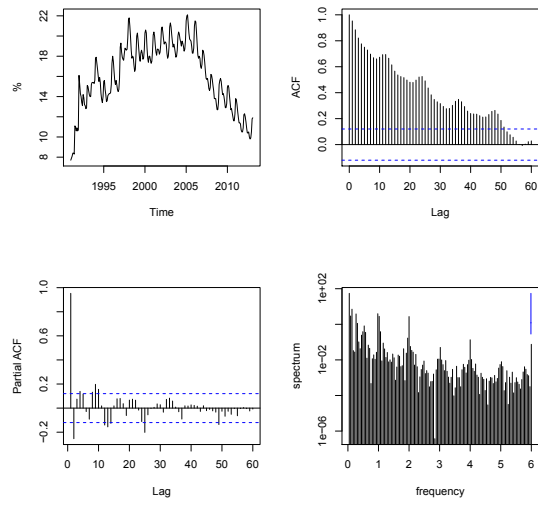 %
22
18
14
12
10
8
1995 2000 2005 2010
Time
ACF
1.0
0.8
0.6
0.4
0.2
0.0
0 10 20 30 40 50 60
Lag
Partial ACF
1.0
0.6
0.2
−0.2
0 10 20 30 40 50 60
Lag
spectrum
1e+02
1e−02
1e−06
0 1 2 3 4 5 6
frequency